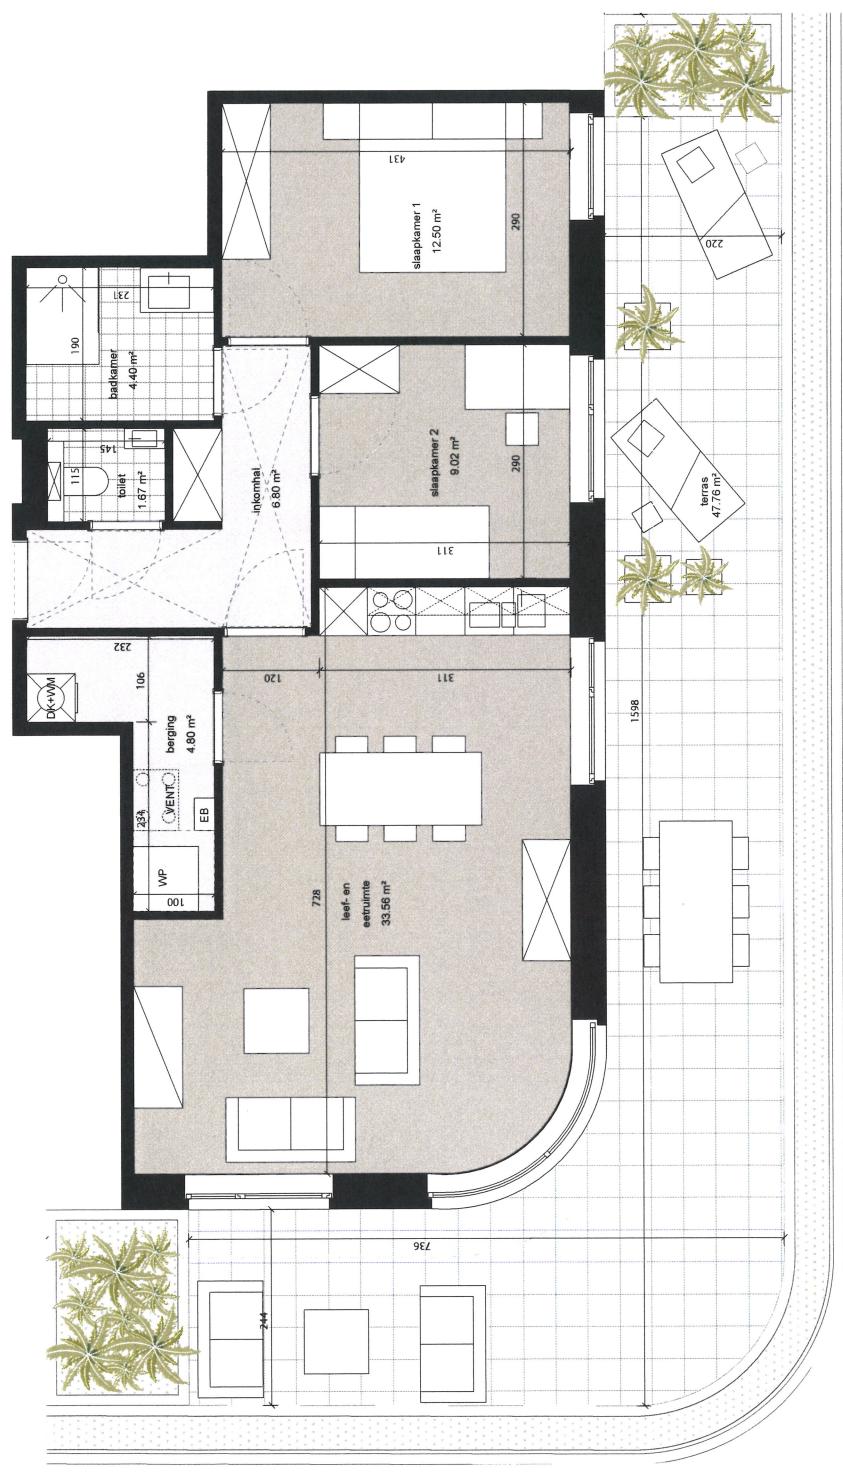 431
slaapkamer 1
12.50 m²
290
220
231
190
badkamer
4.40 m²
145
115
toilet
1.67 m²
inkomhal
6.80 m²
slaapkamer 2
9.02 m²
290
311
terras
47.76 m²
232
DK+WM
106
120
311
1598
berging
4.80 m²
234
VENT
EB
WP
100
728
leef- en
eetruimte
33.56 m²
736
244